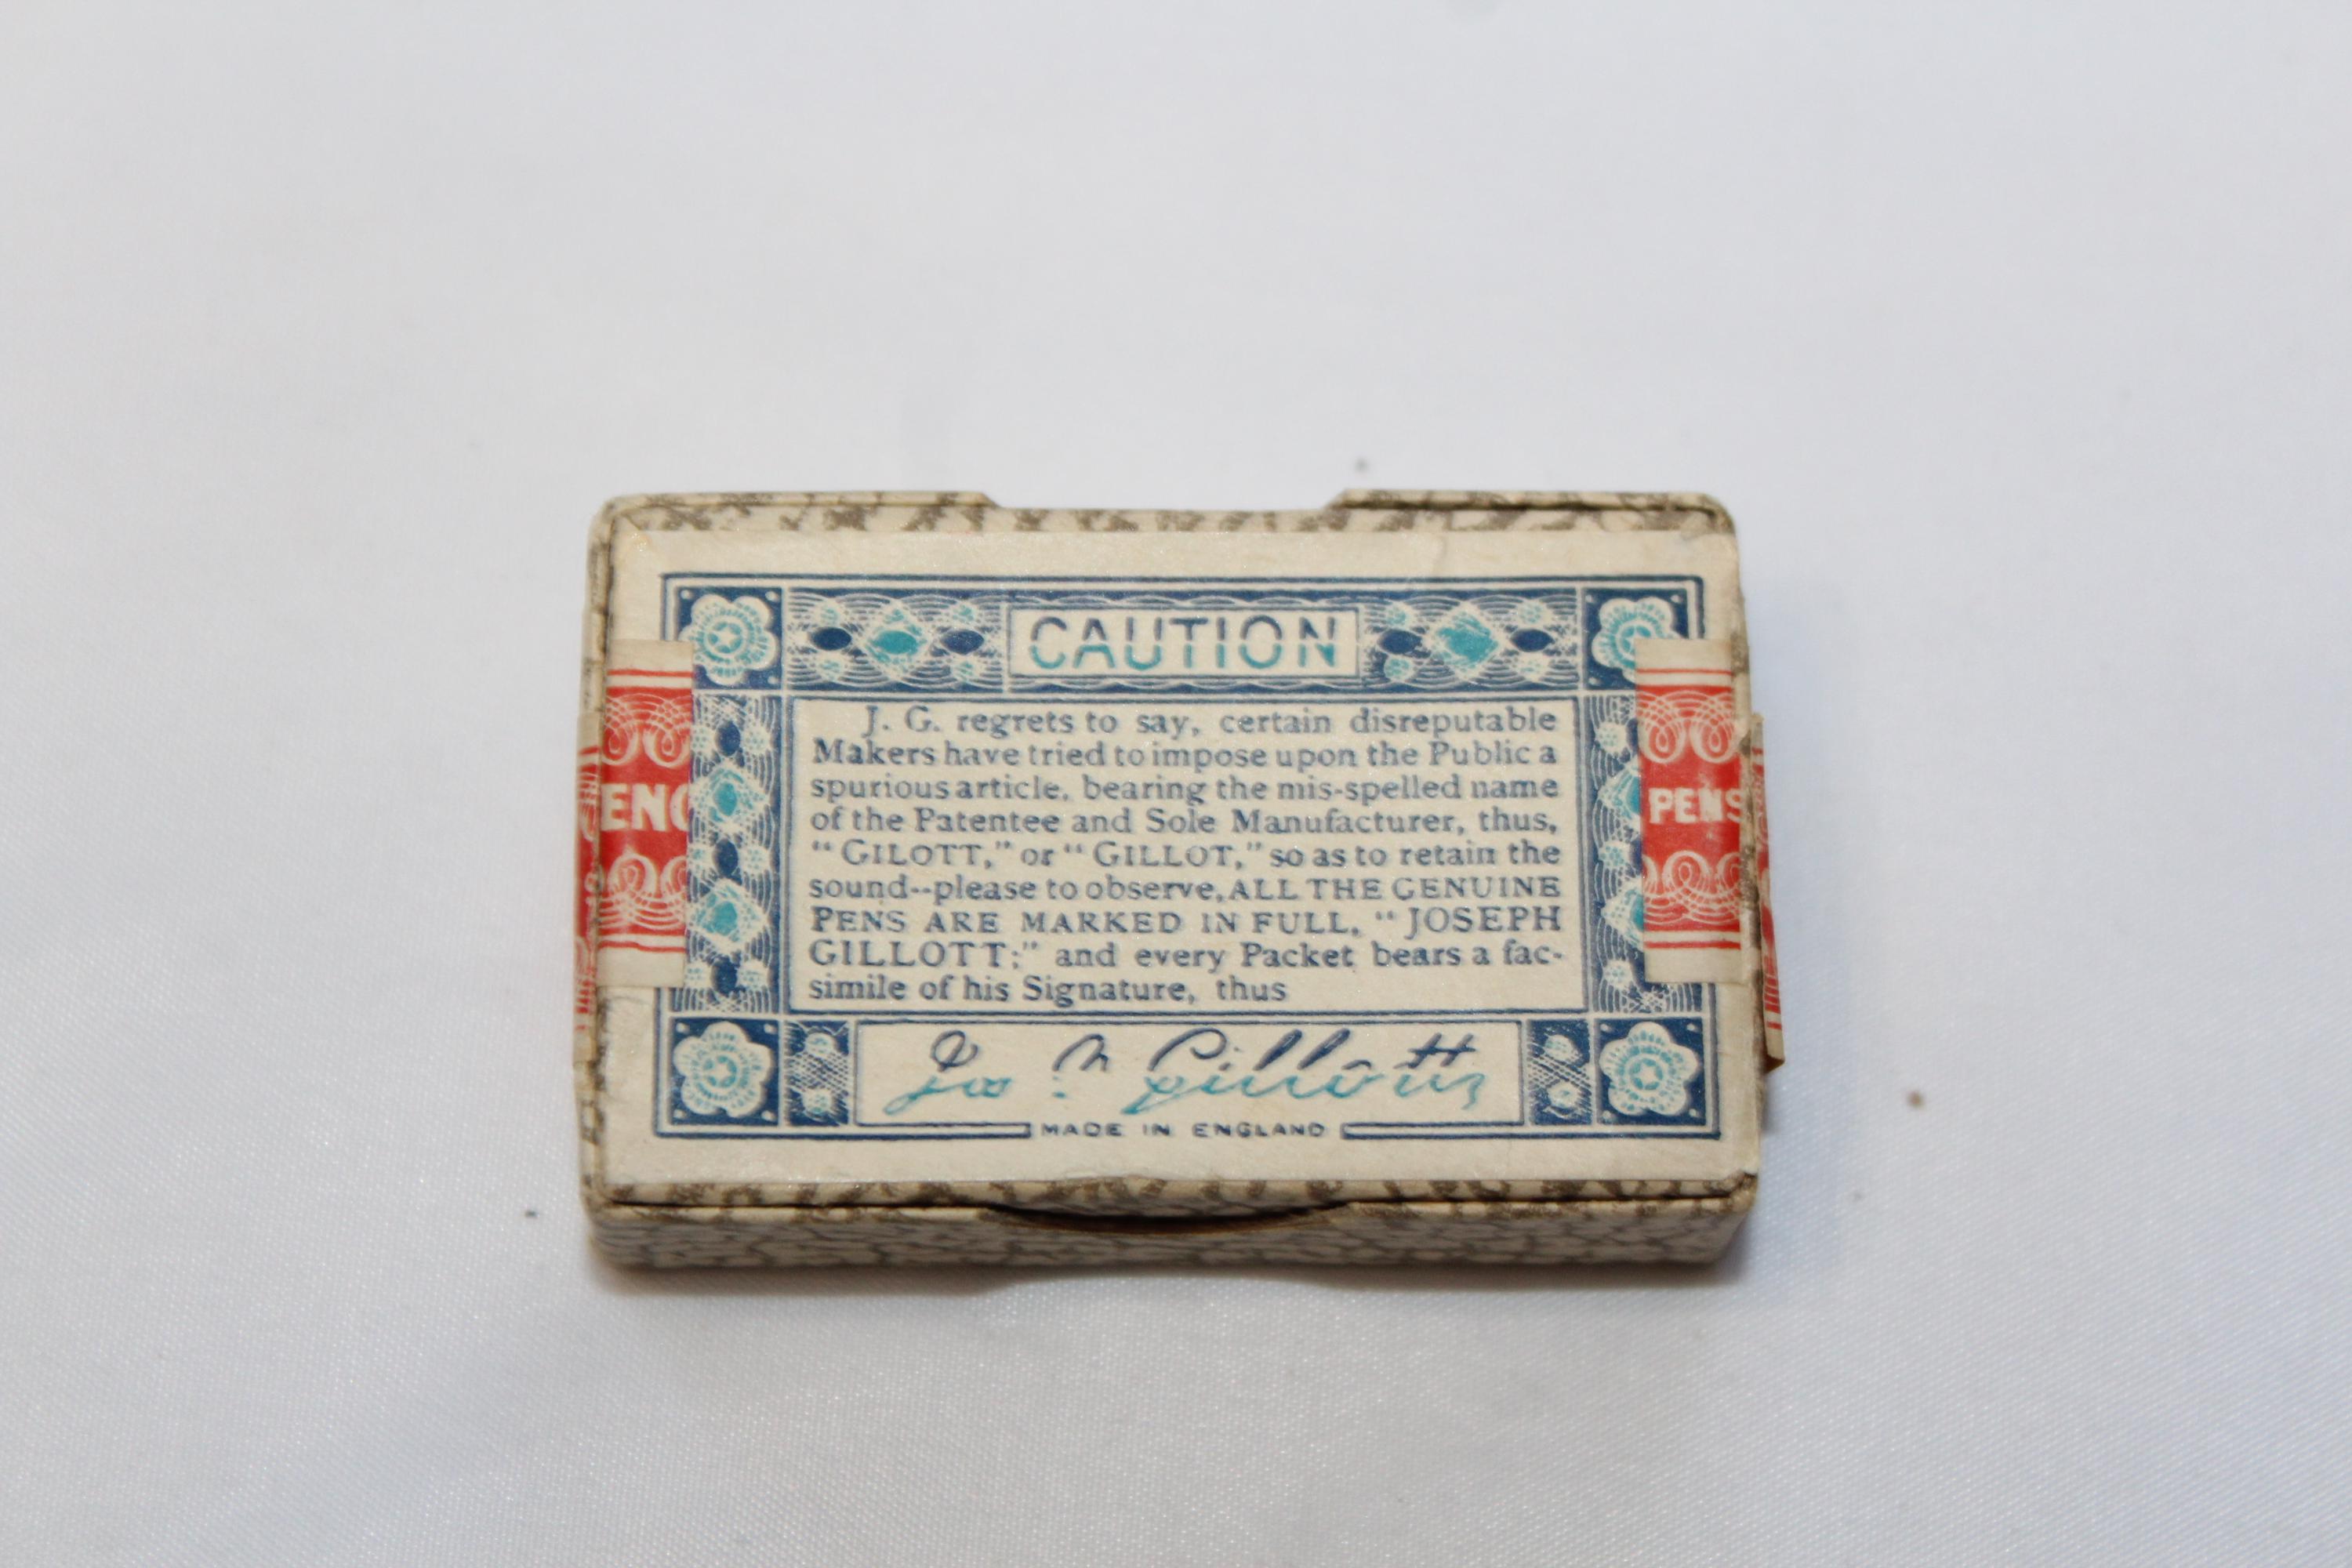 CAUTION
J. G. regrets to say, certain disreputable
Makers have tried to impose upon the Public a
spurious article, bearing the mis-spelled name
of the Patentee and Sole Manufacturer, thus,
“GILOTT,” or “GILLOT,” so as to retain the
sound--please to observe, ALL THE GENUINE
PENS ARE MARKED IN FULL, “JOSEPH
GILLOTT;” and every Packet bears a fac-
simile of his Signature, thus
Joseph Gillott
MADE IN ENGLAND
ENG
PENS